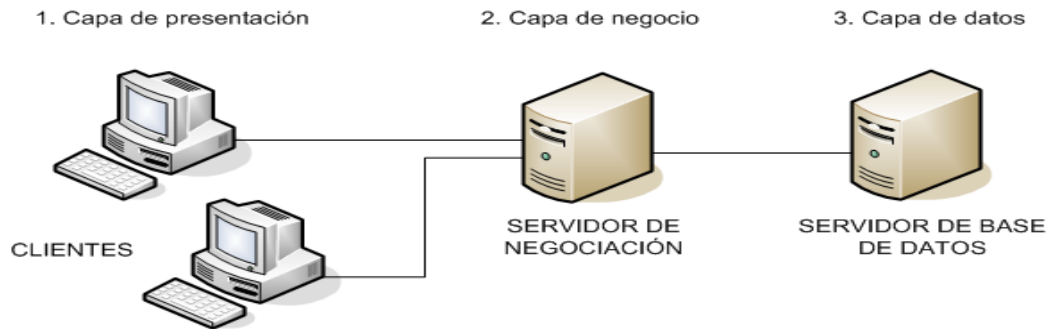 1. Capa de presentación
2. Capa de negocio
3. Capa de datos
CLIENTES
SERVIDOR DE
NEGOCIACIÓN
SERVIDOR DE BASE
DE DATOS